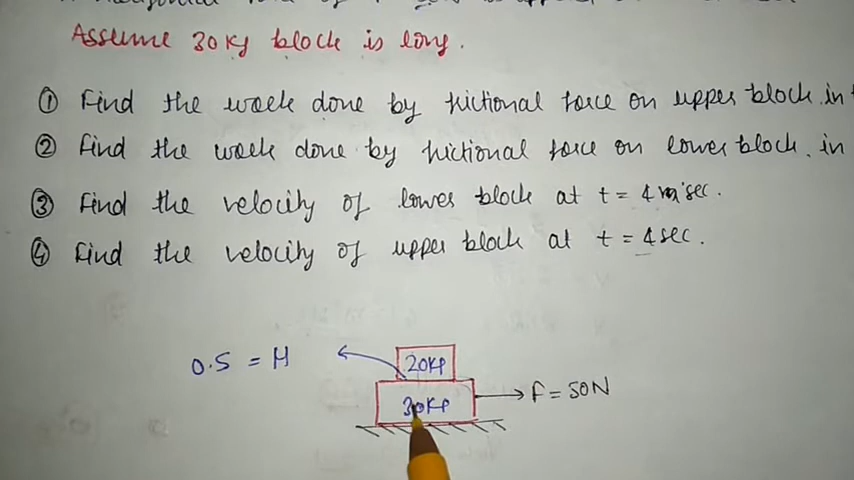 Assume 30Kg block is long.
① Find the work done by frictional force on upper block in
② Find the work done by frictional force on lower block. in
③ Find the velocity of lower block at t = 4 sec.
④ Find the velocity of upper block at t = 4 sec.
0.5 = μ
20Kg
30Kg
F = 50N